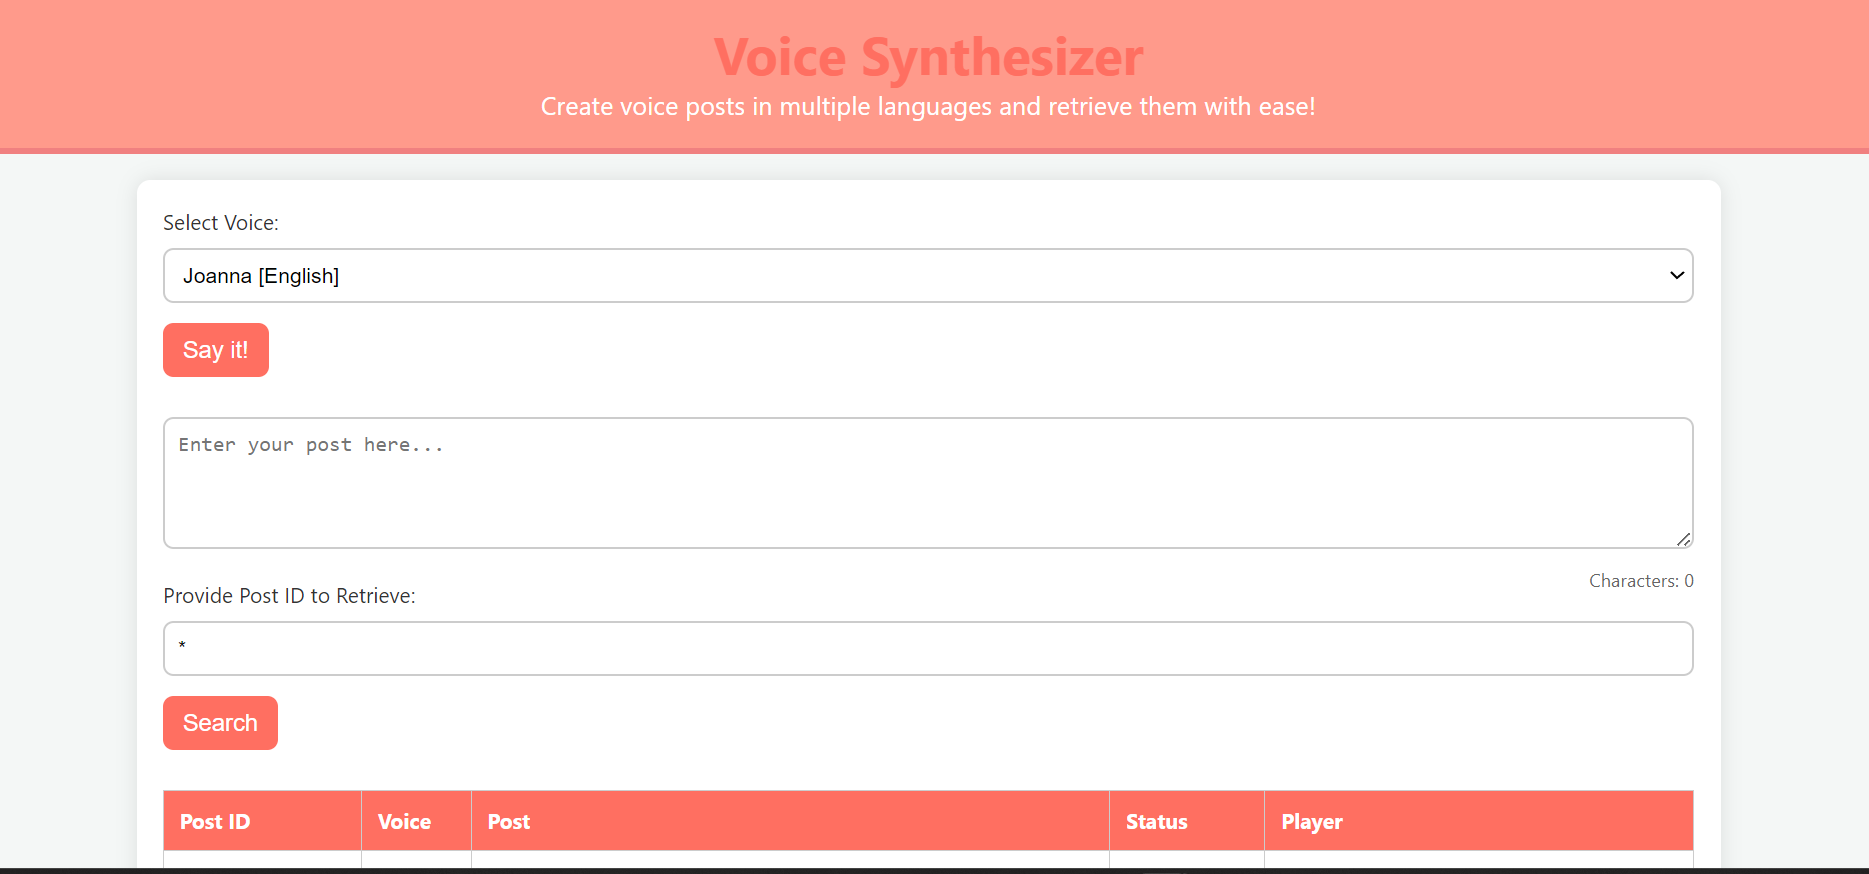 Voice Synthesizer
Create voice posts in multiple languages and retrieve them with ease!
Select Voice:
Joanna [English]
Say it!
Enter your post here...
Characters: 0
Provide Post ID to Retrieve:
*
Search
Post ID Voice Post Status Player